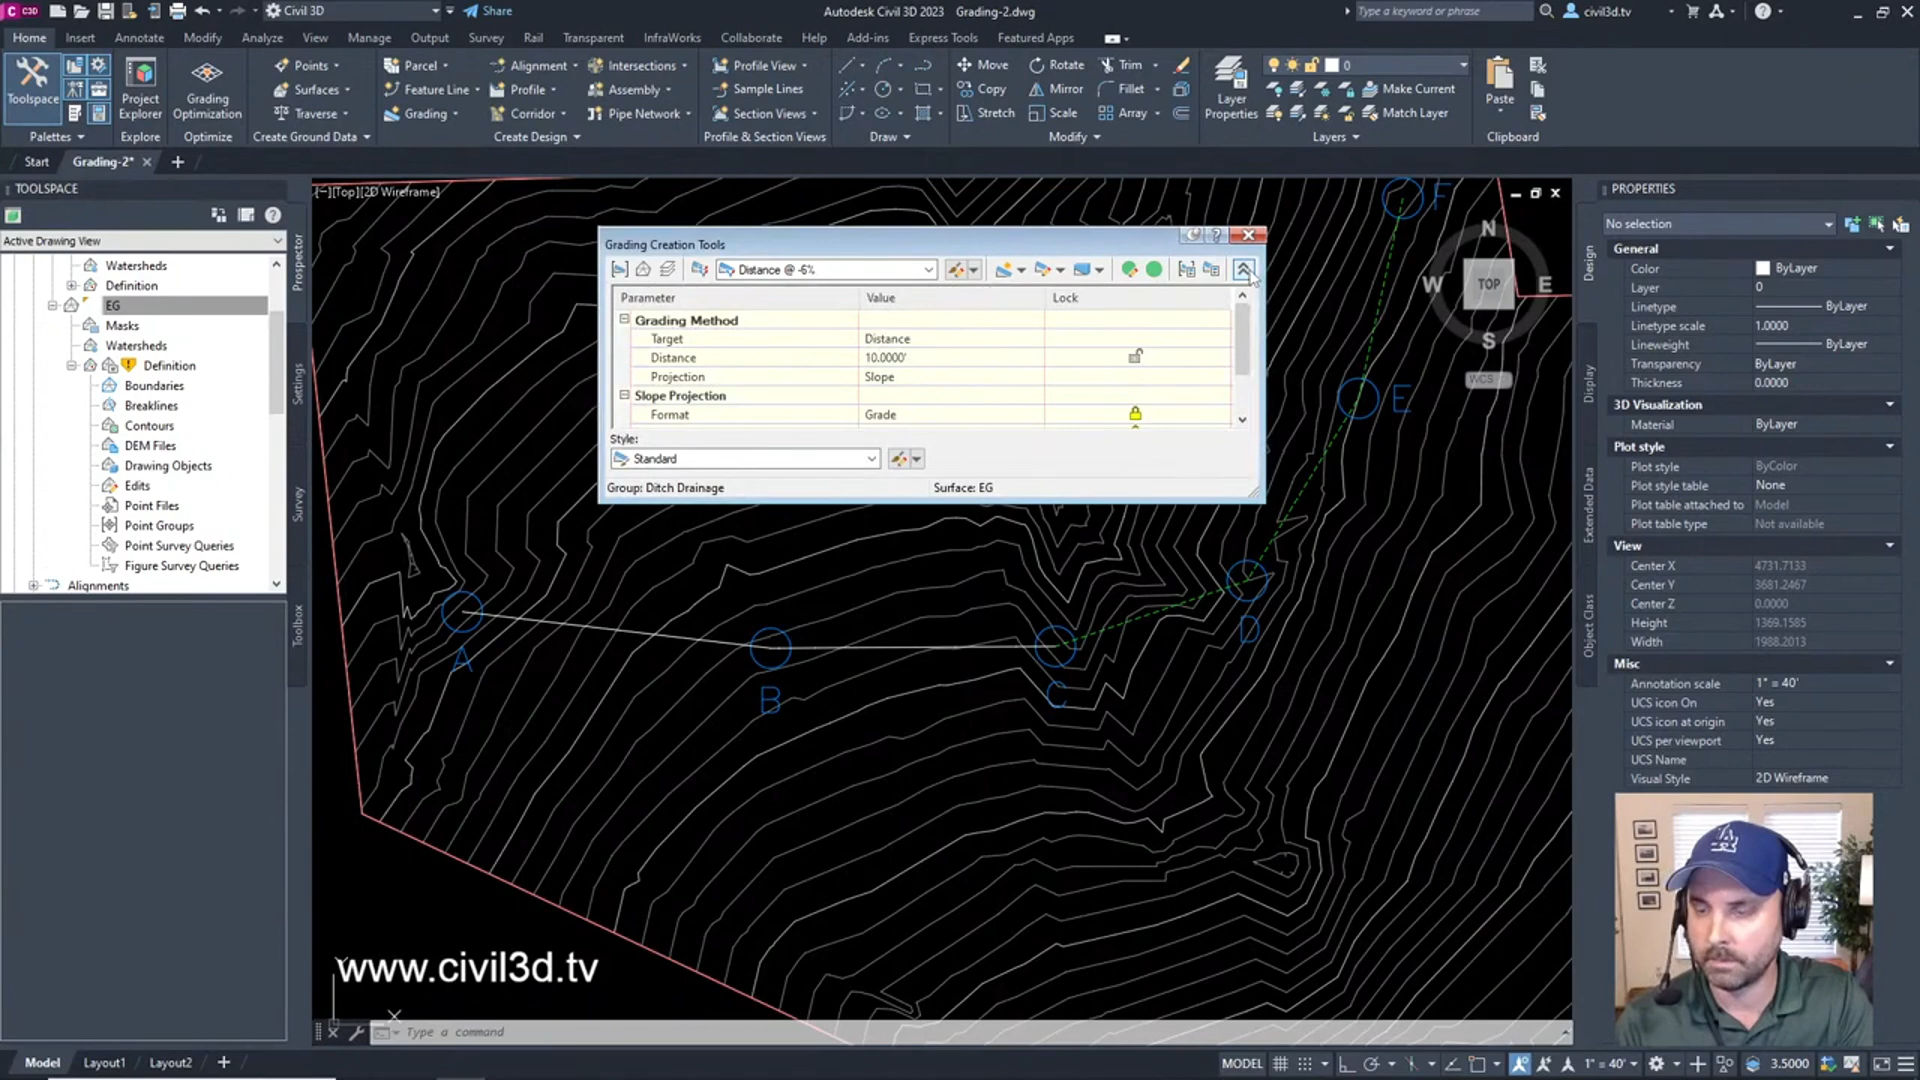 C3D
Civil 3D
Share
Autodesk Civil 3D 2023 Grading-2.dwg
Type a keyword or phrase
civil3d.tv
Home Insert Annotate Modify Analyze View Manage Output Survey Rail Transparent InfraWorks Collaborate Help Add-ins Express Tools Featured Apps
Toolspace
Palettes
Project Explorer
Explore
Grading Optimization
Optimize
Points
Surfaces
Traverse
Create Ground Data
Parcel
Feature Line
Grading
Alignment
Profile
Corridor
Intersections
Assembly
Pipe Network
Create Design
Profile View
Sample Lines
Section Views
Profile & Section Views
Draw
Move
Copy
Stretch
Rotate
Mirror
Scale
Trim
Fillet
Array
Modify
Layer Properties
0
Make Current
Match Layer
Layers
Paste
Clipboard
Start
Grading-2*
TOOLSPACE
Active Drawing View
Watersheds
Definition
EG
Masks
Watersheds
Definition
Boundaries
Breaklines
Contours
DEM Files
Drawing Objects
Edits
Point Files
Point Groups
Point Survey Queries
Figure Survey Queries
Alignments
Prospector
Settings
Survey
Toolbox
[−][Top][2D Wireframe]
Grading Creation Tools
Distance @ -6%
Parameter Value Lock
Grading Method
Target Distance
Distance 10.0000'
Projection Slope
Slope Projection
Format Grade
Style:
Standard
Group: Ditch Drainage Surface: EG
N
W TOP E
S
WCS
A
B
C
D
E
F
www.civil3d.tv
X
Type a command
PROPERTIES
No selection
Design
Display
Extended Data
Object Class
General
Color ByLayer
Layer 0
Linetype ByLayer
Linetype scale 1.0000
Lineweight ByLayer
Transparency ByLayer
Thickness 0.0000
3D Visualization
Material ByLayer
Plot style
Plot style ByColor
Plot style table None
Plot table attached to Model
Plot table type Not available
View
Center X 4731.7133
Center Y 3681.2467
Center Z 0.0000
Height 1369.1585
Width 1988.2013
Misc
Annotation scale 1" = 40'
UCS icon On Yes
UCS icon at origin Yes
UCS per viewport Yes
UCS Name
Visual Style 2D Wireframe
Model Layout1 Layout2
MODEL
1" = 40'
3.5000